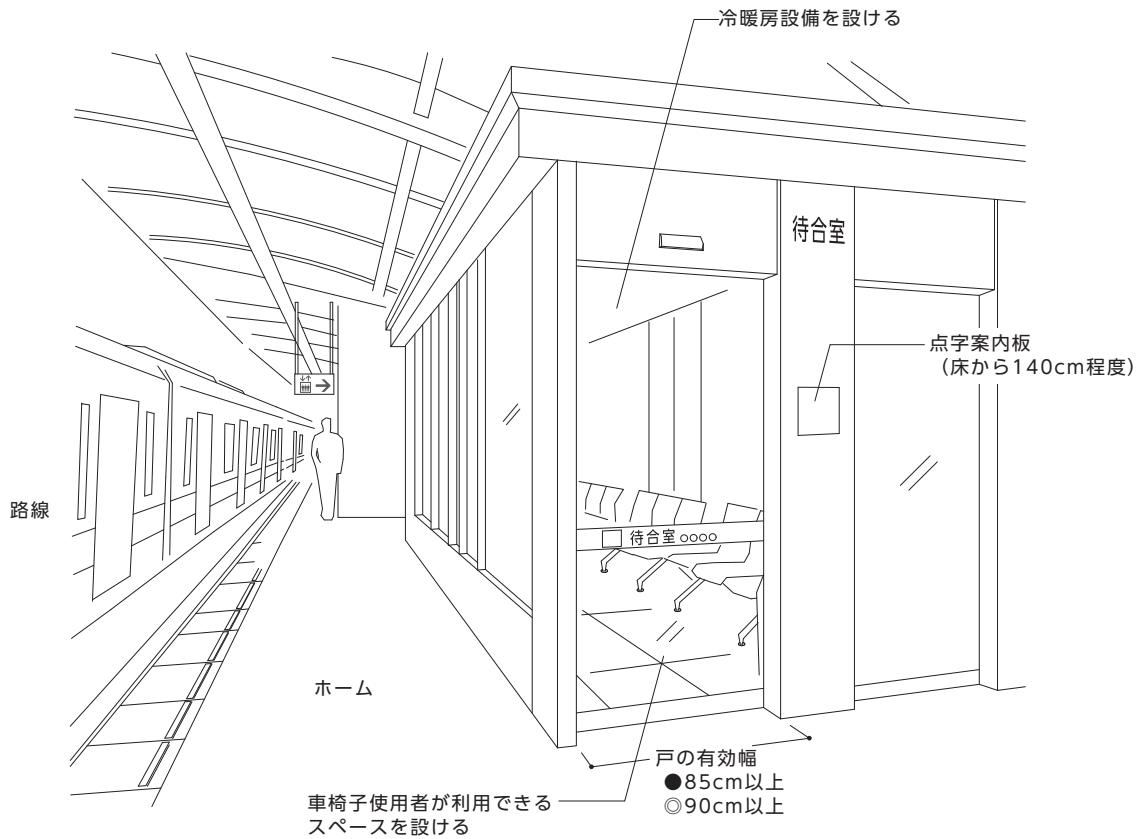 冷暖房設備を設ける
待合室
点字案内板
（床から140cm程度）
路線
待合室○○○○
ホーム
戸の有効幅
●85cm以上
◎90cm以上
車椅子使用者が利用できる
スペースを設ける